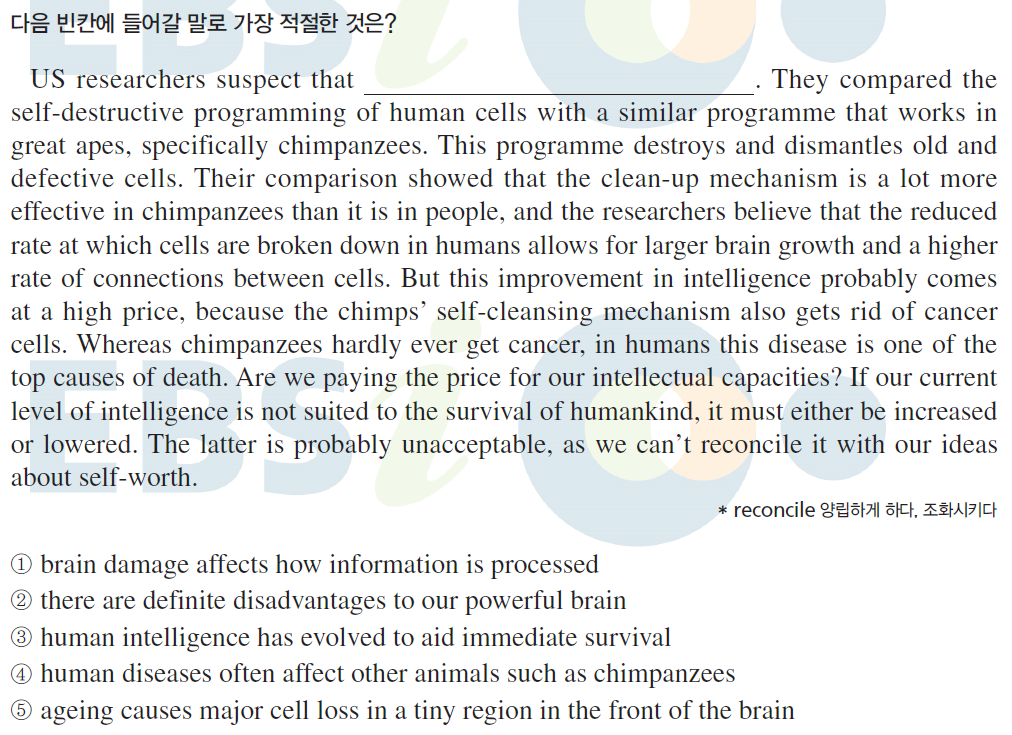 다음 빈칸에 들어갈 말로 가장 적절한 것은?
US researchers suspect that ______________________________. They compared the
self-destructive programming of human cells with a similar programme that works in
great apes, specifically chimpanzees. This programme destroys and dismantles old and
defective cells. Their comparison showed that the clean-up mechanism is a lot more
effective in chimpanzees than it is in people, and the researchers believe that the reduced
rate at which cells are broken down in humans allows for larger brain growth and a higher
rate of connections between cells. But this improvement in intelligence probably comes
at a high price, because the chimps’ self-cleansing mechanism also gets rid of cancer
cells. Whereas chimpanzees hardly ever get cancer, in humans this disease is one of the
top causes of death. Are we paying the price for our intellectual capacities? If our current
level of intelligence is not suited to the survival of humankind, it must either be increased
or lowered. The latter is probably unacceptable, as we can’t reconcile it with our ideas
about self-worth.
* reconcile 양립하게 하다, 조화시키다
① brain damage affects how information is processed
② there are definite disadvantages to our powerful brain
③ human intelligence has evolved to aid immediate survival
④ human diseases often affect other animals such as chimpanzees
⑤ ageing causes major cell loss in a tiny region in the front of the brain
EBSi
EBSi